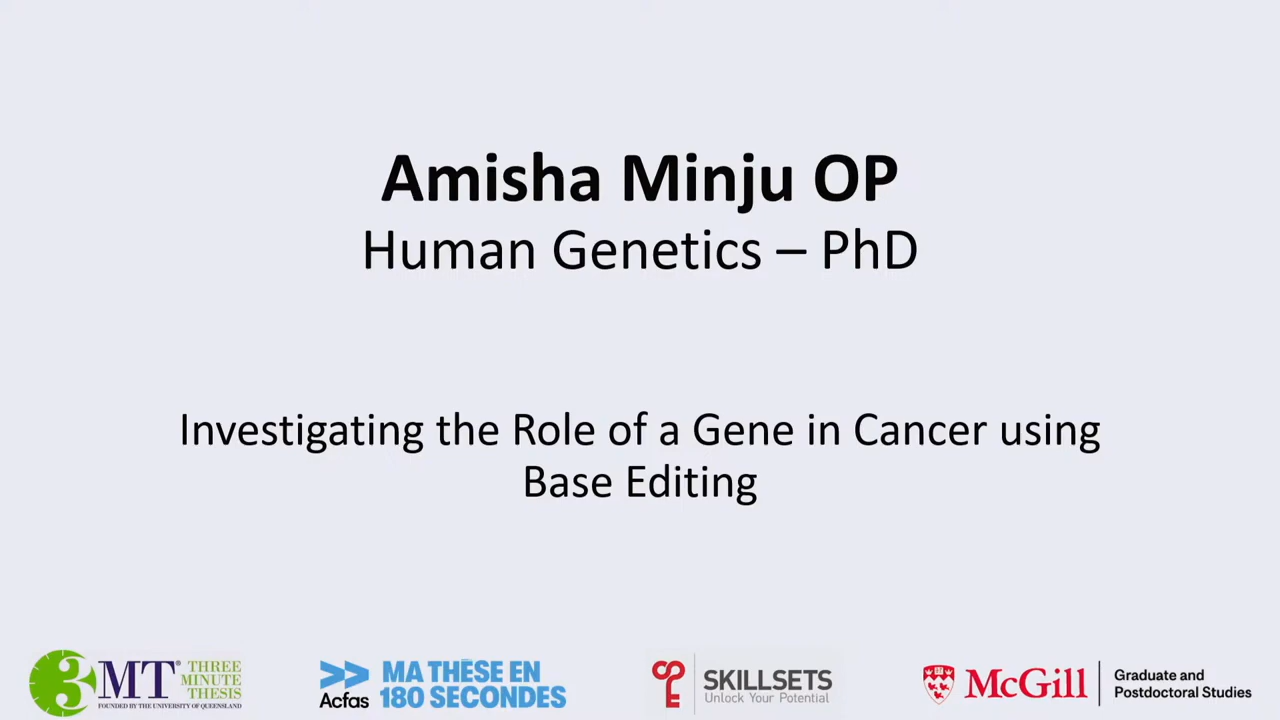 Amisha Minju OP
Human Genetics – PhD
Investigating the Role of a Gene in Cancer using
Base Editing
3MT® THREE
MINUTE
THESIS
FOUNDED BY THE UNIVERSITY OF QUEENSLAND
Acfas
MA THÈSE EN
180 SECONDES
SKILLSETS
Unlock Your Potential
McGill
Graduate and
Postdoctoral Studies